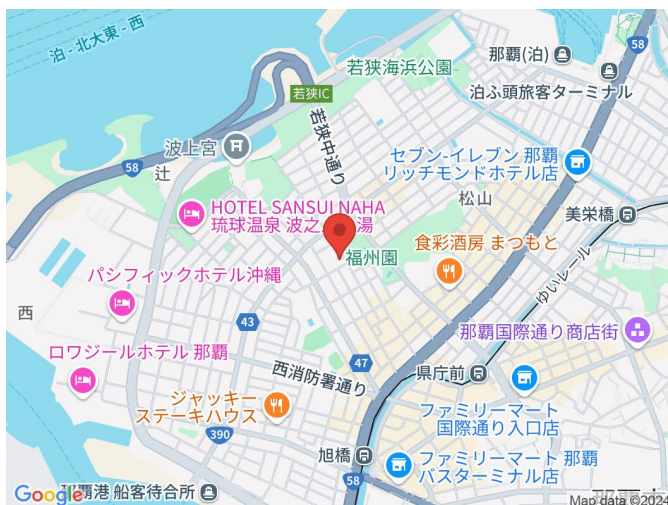 泊 - 北大東 - 西
58
那覇(泊)
若狭海浜公園
泊ふ頭旅客ターミナル
若狭IC
若狭中通り
波上宮
58
辻
セブン-イレブン 那覇
リッチモンドホテル店
松山
HOTEL SANSUI NAHA
琉球温泉 波之
湯
美栄橋
福州園
食彩酒房 まつもと
ゆいレール
パシフィックホテル沖縄
西
43
那覇国際通り商店街
ロワジールホテル 那覇
47
西消防署通り
県庁前
ジャッキー
ステーキハウス
ファミリーマート
国際通り入口店
390
旭橋
ファミリーマート 那覇
バスターミナル店
58
Google
那覇港 船客待合所
Map data ©2024